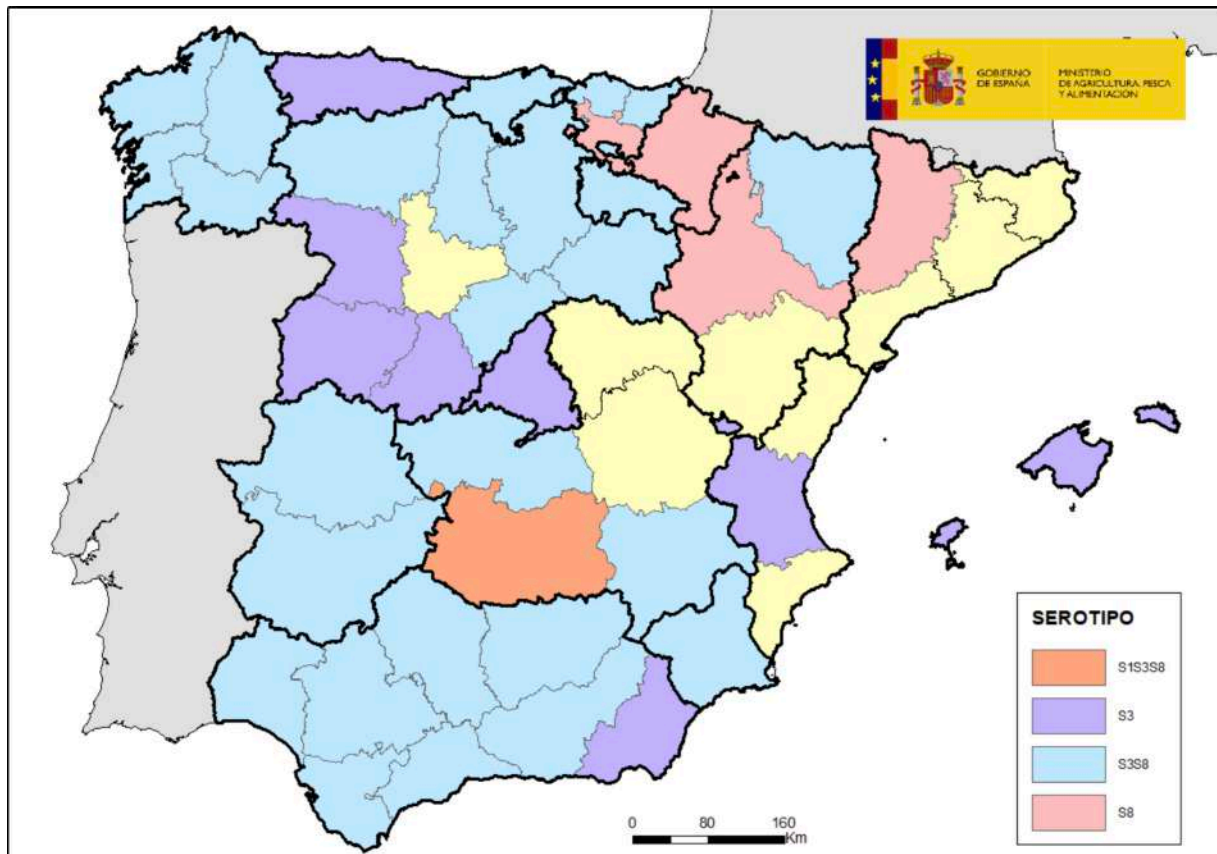 GOBIERNO
DE ESPAÑA
MINISTERIO
DE AGRICULTURA, PESCA
Y ALIMENTACIÓN
SEROTIPO
S1S3S8
S3
S3S8
S8
0 80 160
Km